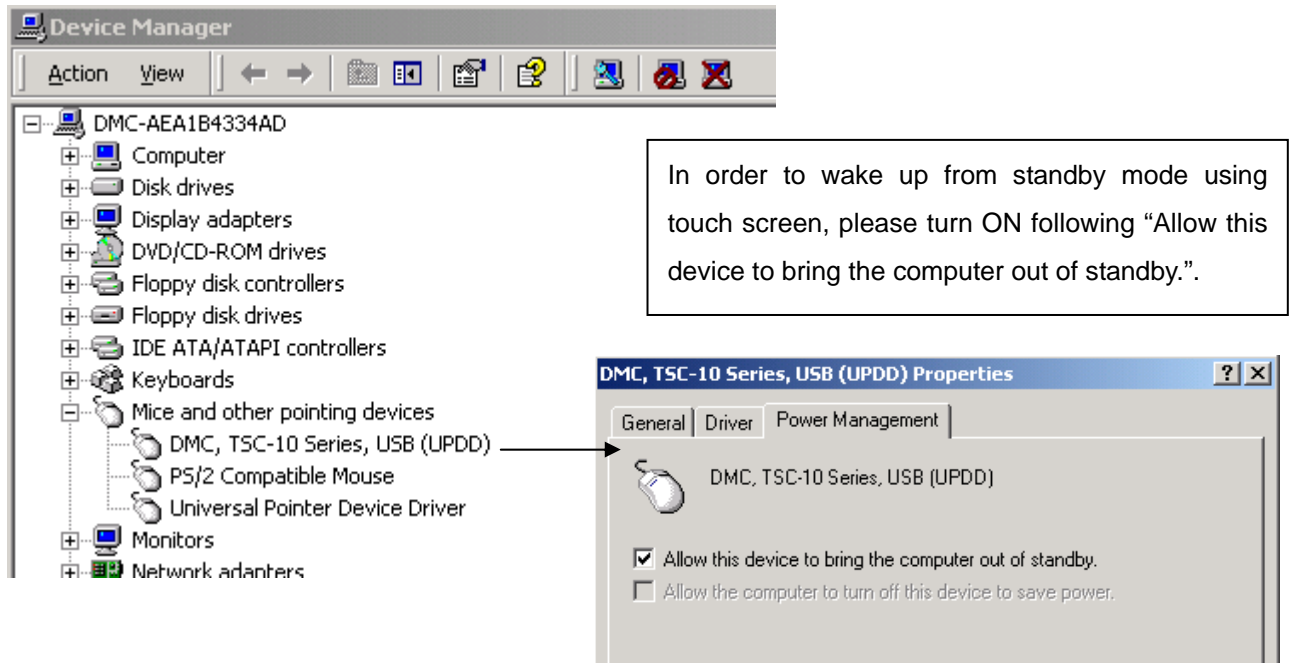 Device Manager
Action View
DMC-AEA1B4334AD
Computer
Disk drives
Display adapters
DVD/CD-ROM drives
Floppy disk controllers
Floppy disk drives
IDE ATA/ATAPI controllers
Keyboards
Mice and other pointing devices
DMC, TSC-10 Series, USB (UPDD)
PS/2 Compatible Mouse
Universal Pointer Device Driver
Monitors
Network adapters
In order to wake up from standby mode using
touch screen, please turn ON following “Allow this
device to bring the computer out of standby.”.
DMC, TSC-10 Series, USB (UPDD) Properties
General Driver Power Management
DMC, TSC-10 Series, USB (UPDD)
Allow this device to bring the computer out of standby.
Allow the computer to turn off this device to save power.